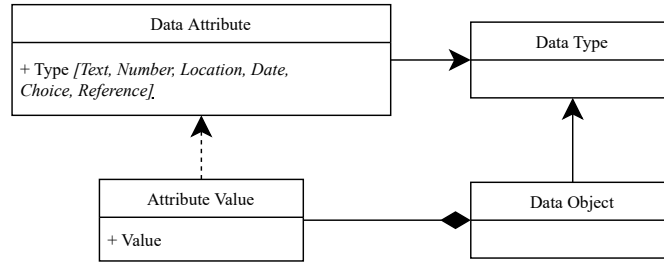 Data Attribute
+ Type [Text, Number, Location, Date,
Choice, Reference]
Data Type
Attribute Value
+ Value
Data Object